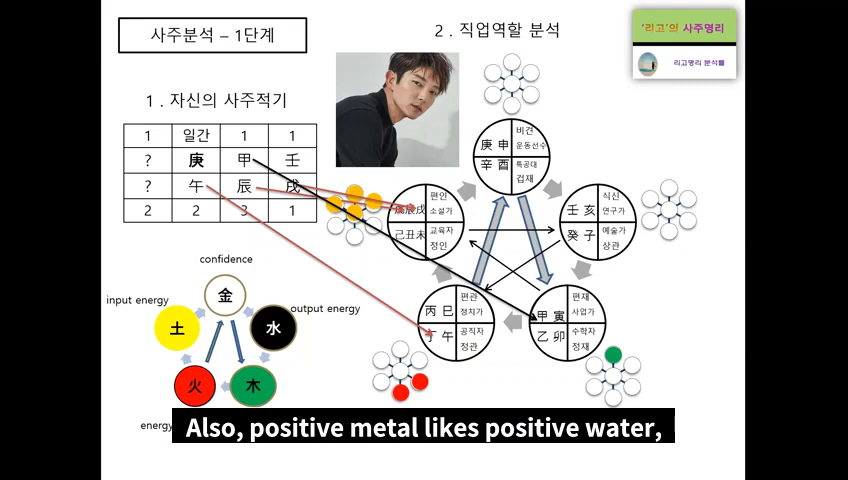 사주분석 – 1단계
2 . 직업역할 분석
'리고'의 사주명리
리고명리 분석틀
1 . 자신의 사주적기
1 일간 1 1
? 庚 甲 壬
? 午 辰 戌
2 2 3 1
庚 申
비견
운동선수
辛 酉
특공대
겁재
辰戌
편인
소설가
己丑未
교육자
정인
壬 亥
식신
연구가
癸 子
예술가
상관
丙 巳
편관
정치가
丁 午
공직자
정관
甲 寅
편재
사업가
乙 卯
수학자
정재
confidence
金
input energy
output energy
土
水
火
木
energy
Also, positive metal likes positive water,